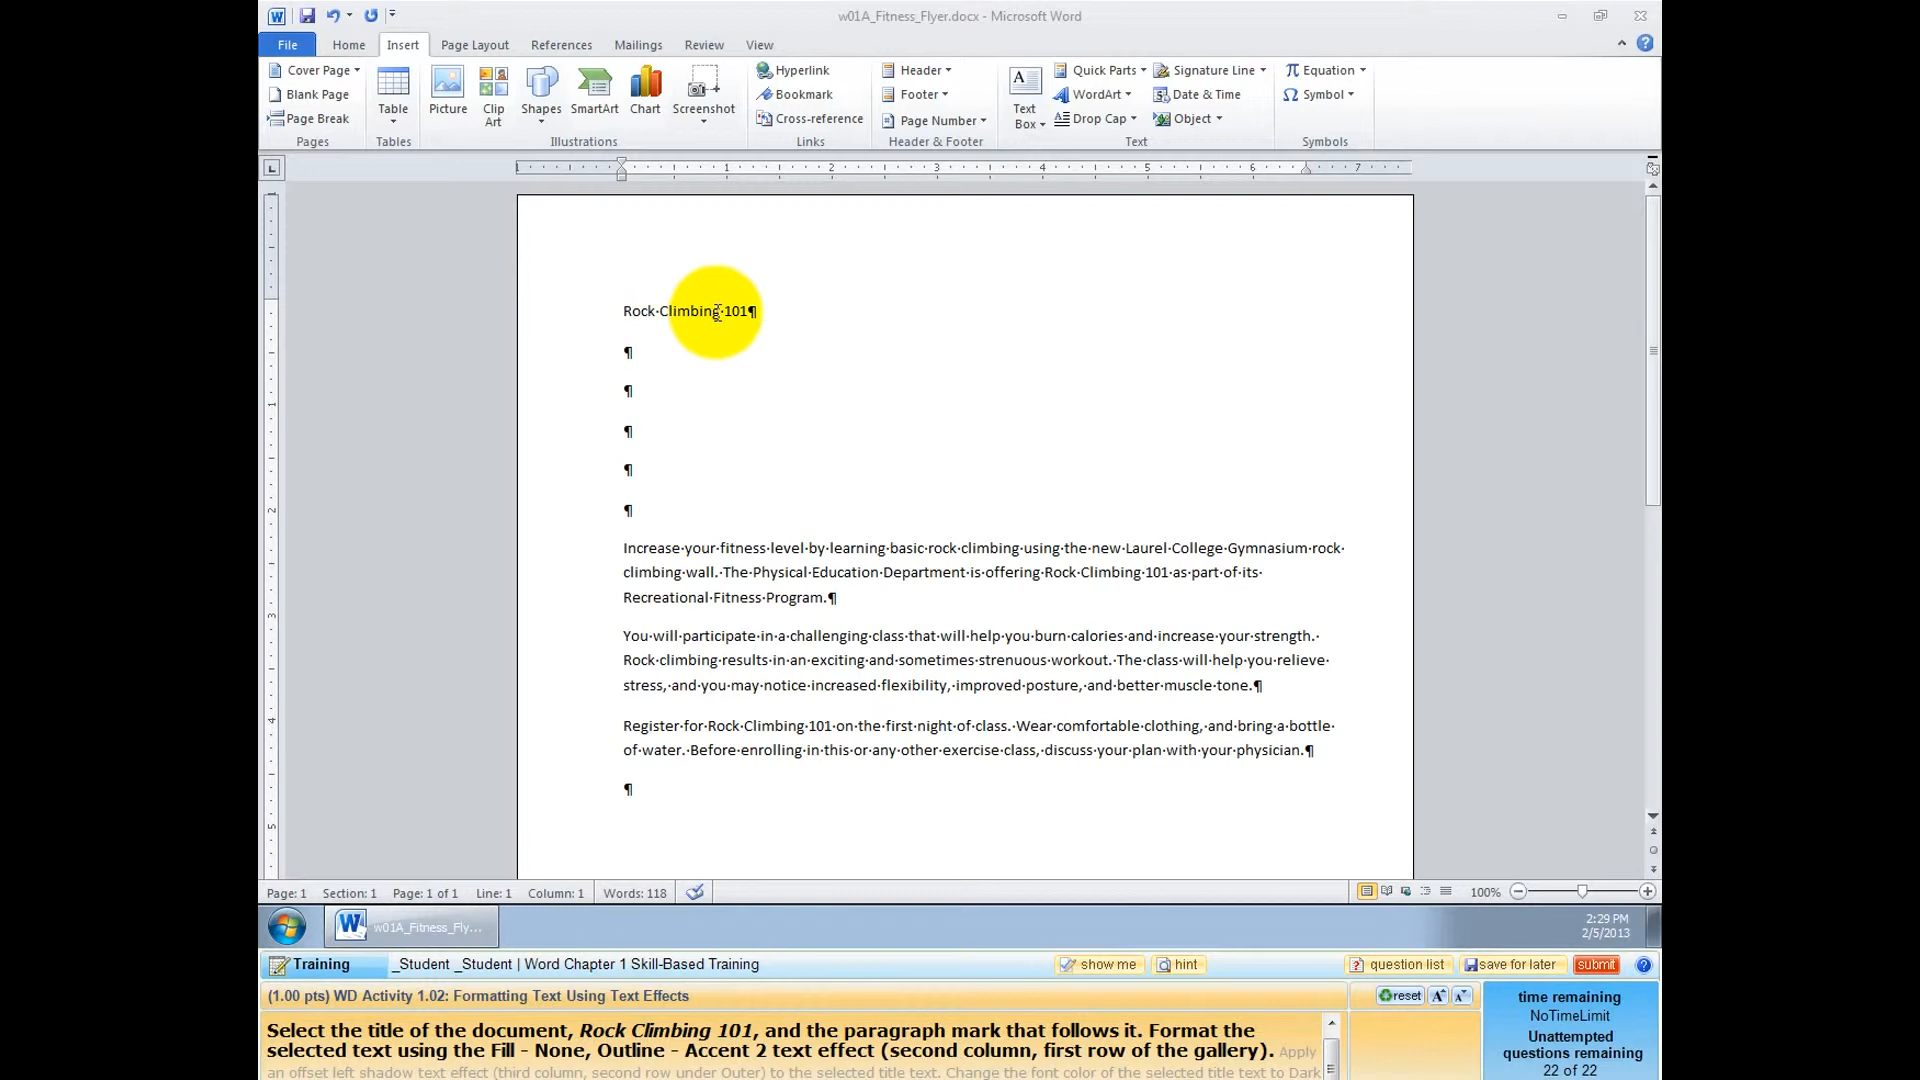 w01A_Fitness_Flyer.docx - Microsoft Word
File Home Insert Page Layout References Mailings Review View
Cover Page
Blank Page
Page Break
Pages
Table
Tables
Picture
Clip
Art
Shapes
SmartArt
Chart
Screenshot
Illustrations
Hyperlink
Bookmark
Cross-reference
Links
Header
Footer
Page Number
Header & Footer
Text
Box
Quick Parts
WordArt
Drop Cap
Signature Line
Date & Time
Object
Text
Equation
Symbol
Symbols
1 1 2 3 4 5 6 7
Rock·Climbing·101¶
¶
¶
¶
¶
¶
Increase·your·fitness·level·by·learning·basic·rock·climbing·using·the·new·Laurel·College·Gymnasium·rock·
climbing·wall.·The·Physical·Education·Department·is·offering·Rock·Climbing·101·as·part·of·its·
Recreational·Fitness·Program.¶
You·will·participate·in·a·challenging·class·that·will·help·you·burn·calories·and·increase·your·strength.·
Rock·climbing·results·in·an·exciting·and·sometimes·strenuous·workout.·The·class·will·help·you·relieve·
stress,·and·you·may·notice·increased·flexibility,·improved·posture,·and·better·muscle·tone.¶
Register·for·Rock·Climbing·101·on·the·first·night·of·class.·Wear·comfortable·clothing,·and·bring·a·bottle·
of·water.·Before·enrolling·in·this·or·any·other·exercise·class,·discuss·your·plan·with·your·physician.¶
¶
Page: 1 Section: 1 Page: 1 of 1 Line: 1 Column: 1 Words: 118 100%
w01A_Fitness_Fly...
2:29 PM
2/5/2013
Training _Student _Student | Word Chapter 1 Skill-Based Training show me hint question list save for later submit
(1.00 pts) WD Activity 1.02: Formatting Text Using Text Effects reset
Select the title of the document, Rock Climbing 101, and the paragraph mark that follows it. Format the
selected text using the Fill - None, Outline - Accent 2 text effect (second column, first row of the gallery). Apply
an offset left shadow text effect (third column, second row under Outer) to the selected title text. Change the font color of the selected title text to Dark
time remaining
NoTimeLimit
Unattempted
questions remaining
22 of 22